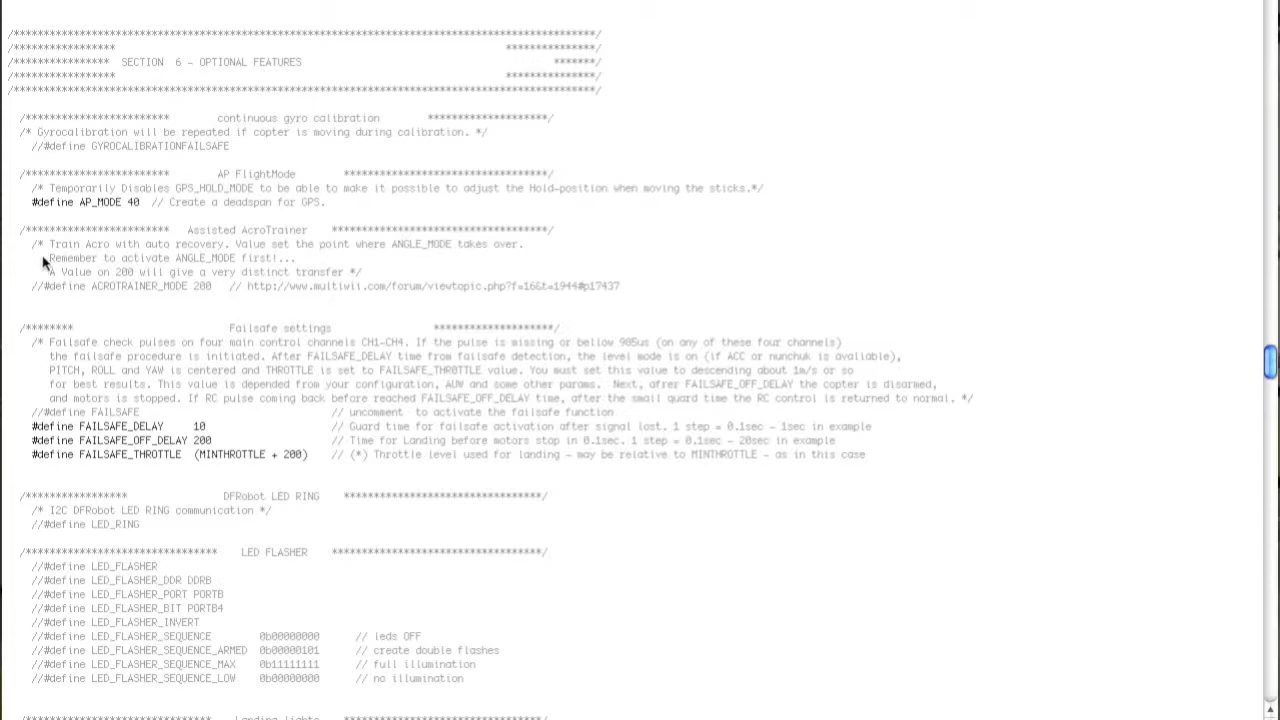 /*************************************************************************************************/
/*****************                                                                 ***************/
/****************  SECTION  6 - OPTIONAL FEATURES                                          *******/
/*****************                                                                 ***************/
/*************************************************************************************************/
/************************        continuous gyro calibration        ********************/
/* Gyrocalibration will be repeated if copter is moving during calibration. */
//#define GYROCALIBRATIONFAILSAFE
/************************        AP FlightMode        **********************************/
/* Temporarily Disables GPS_HOLD_MODE to be able to make it possible to adjust the Hold-position when moving the sticks.*/
#define AP_MODE 40  // Create a deadspan for GPS.
/************************   Assisted AcroTrainer    ************************************/
/* Train Acro with auto recovery. Value set the point where ANGLE_MODE takes over.
Remember to activate ANGLE_MODE first!...
A Value on 200 will give a very distinct transfer */
//#define ACROTRAINER_MODE 200   // http://www.multiwii.com/forum/viewtopic.php?f=16&t=1944#p17437
/********                          Failsafe settings                 ********************/
/* Failsafe check pulses on four main control channels CH1-CH4. If the pulse is missing or bellow 985us (on any of these four channels)
the failsafe procedure is initiated. After FAILSAFE_DELAY time from failsafe detection, the level mode is on (if ACC or nunchuk is avaliable),
PITCH, ROLL and YAW is centered and THROTTLE is set to FAILSAFE_THR0TTLE value. You must set this value to descending about 1m/s or so
for best results. This value is depended from your configuration, AUW and some other params.  Next, afrer FAILSAFE_OFF_DELAY the copter is disarmed,
and motors is stopped. If RC pulse coming back before reached FAILSAFE_OFF_DELAY time, after the small quard time the RC control is returned to normal. */
//#define FAILSAFE                                // uncomment  to activate the failsafe function
#define FAILSAFE_DELAY     10                     // Guard time for failsafe activation after signal lost. 1 step = 0.1sec - 1sec in example
#define FAILSAFE_OFF_DELAY 200                    // Time for Landing before motors stop in 0.1sec. 1 step = 0.1sec - 20sec in example
#define FAILSAFE_THROTTLE  (MINTHROTTLE + 200)    // (*) Throttle level used for landing - may be relative to MINTHROTTLE - as in this case
/*****************                DFRobot LED RING    *********************************/
/* I2C DFRobot LED RING communication */
//#define LED_RING
/********************************    LED FLASHER    ***********************************/
//#define LED_FLASHER
//#define LED_FLASHER_DDR DDRB
//#define LED_FLASHER_PORT PORTB
//#define LED_FLASHER_BIT PORTB4
//#define LED_FLASHER_INVERT
//#define LED_FLASHER_SEQUENCE        0b00000000      // leds OFF
//#define LED_FLASHER_SEQUENCE_ARMED  0b00000101      // create double flashes
//#define LED_FLASHER_SEQUENCE_MAX    0b11111111      // full illumination
//#define LED_FLASHER_SEQUENCE_LOW    0b00000000      // no illumination
/*******************************    Landing lights    *********************************/